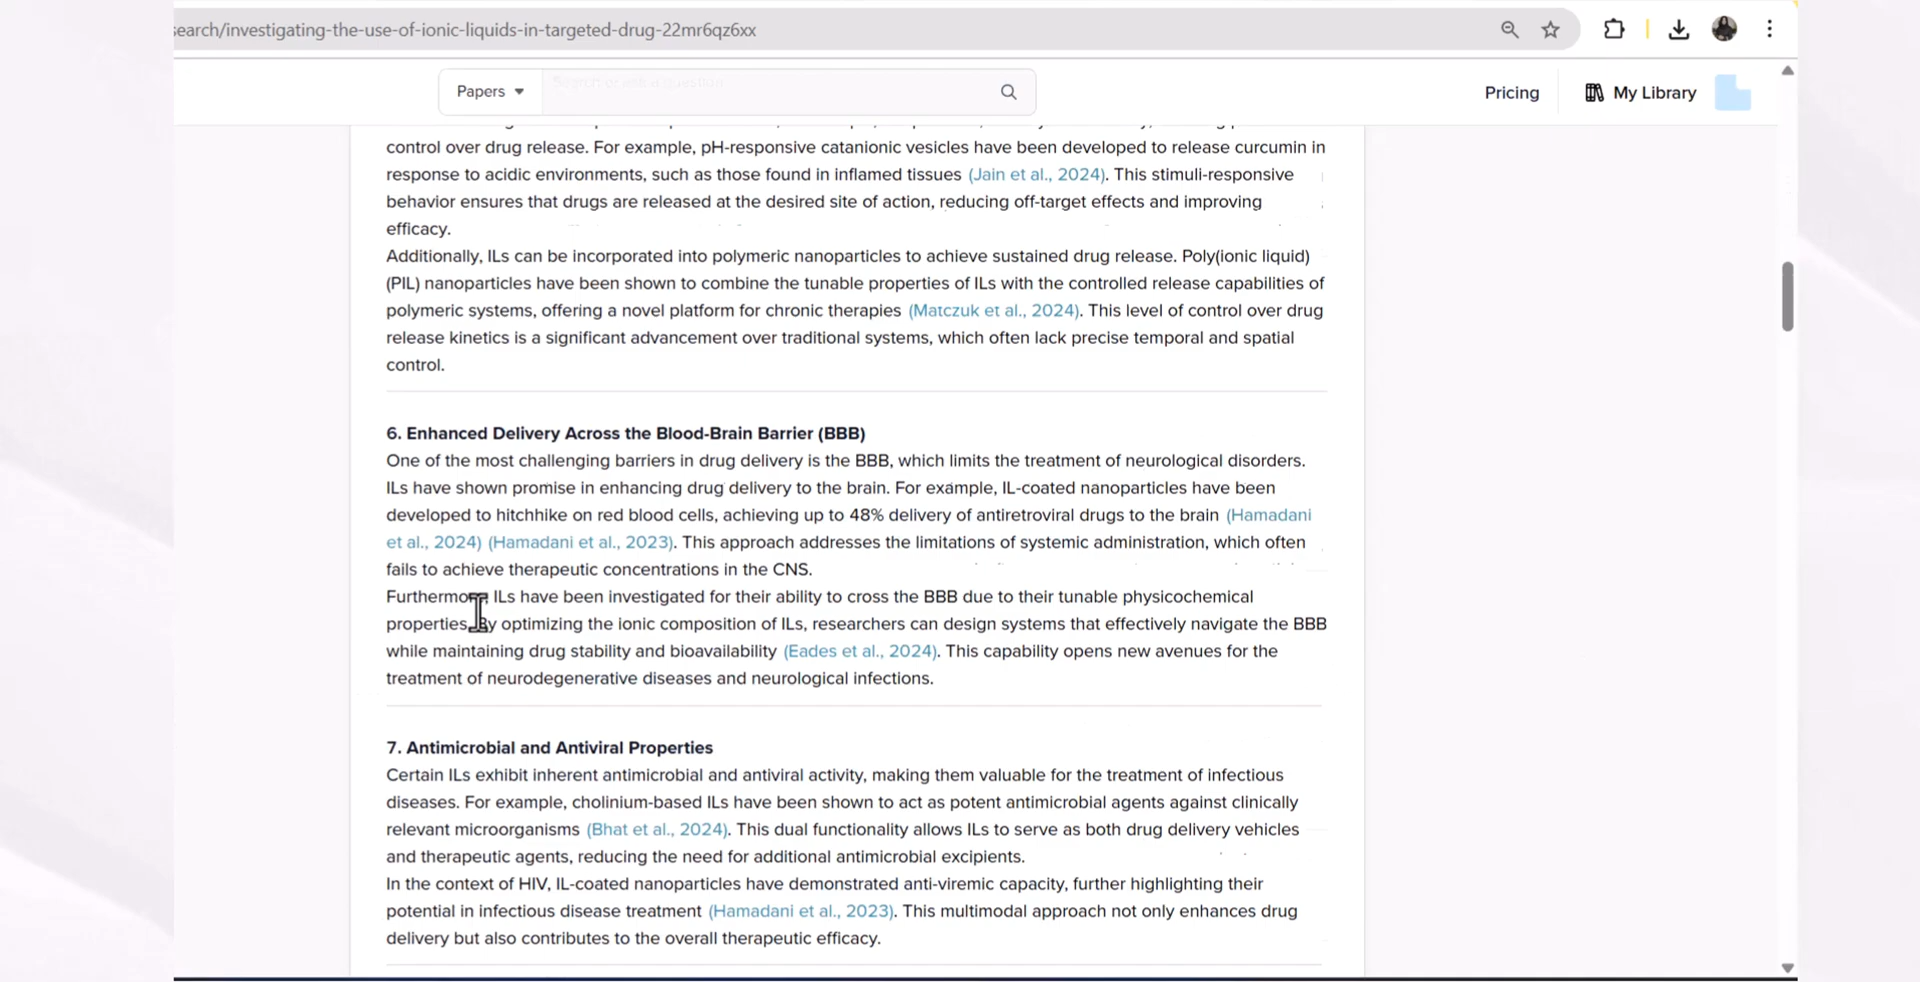 search/investigating-the-use-of-ionic-liquids-in-targeted-drug-22mr6qz6xx
Papers
Search or ask a question
Pricing
My Library
control over drug release. For example, pH-responsive catanionic vesicles have been developed to release curcumin in
response to acidic environments, such as those found in inflamed tissues (Jain et al., 2024). This stimuli-responsive
behavior ensures that drugs are released at the desired site of action, reducing off-target effects and improving
efficacy.
Additionally, ILs can be incorporated into polymeric nanoparticles to achieve sustained drug release. Poly(ionic liquid)
(PIL) nanoparticles have been shown to combine the tunable properties of ILs with the controlled release capabilities of
polymeric systems, offering a novel platform for chronic therapies (Matczuk et al., 2024). This level of control over drug
release kinetics is a significant advancement over traditional systems, which often lack precise temporal and spatial
control.
6. Enhanced Delivery Across the Blood-Brain Barrier (BBB)
One of the most challenging barriers in drug delivery is the BBB, which limits the treatment of neurological disorders.
ILs have shown promise in enhancing drug delivery to the brain. For example, IL-coated nanoparticles have been
developed to hitchhike on red blood cells, achieving up to 48% delivery of antiretroviral drugs to the brain (Hamadani
et al., 2024) (Hamadani et al., 2023). This approach addresses the limitations of systemic administration, which often
fails to achieve therapeutic concentrations in the CNS.
Furthermore, ILs have been investigated for their ability to cross the BBB due to their tunable physicochemical
properties. By optimizing the ionic composition of ILs, researchers can design systems that effectively navigate the BBB
while maintaining drug stability and bioavailability (Eades et al., 2024). This capability opens new avenues for the
treatment of neurodegenerative diseases and neurological infections.
7. Antimicrobial and Antiviral Properties
Certain ILs exhibit inherent antimicrobial and antiviral activity, making them valuable for the treatment of infectious
diseases. For example, cholinium-based ILs have been shown to act as potent antimicrobial agents against clinically
relevant microorganisms (Bhat et al., 2024). This dual functionality allows ILs to serve as both drug delivery vehicles
and therapeutic agents, reducing the need for additional antimicrobial excipients.
In the context of HIV, IL-coated nanoparticles have demonstrated anti-viremic capacity, further highlighting their
potential in infectious disease treatment (Hamadani et al., 2023). This multimodal approach not only enhances drug
delivery but also contributes to the overall therapeutic efficacy.